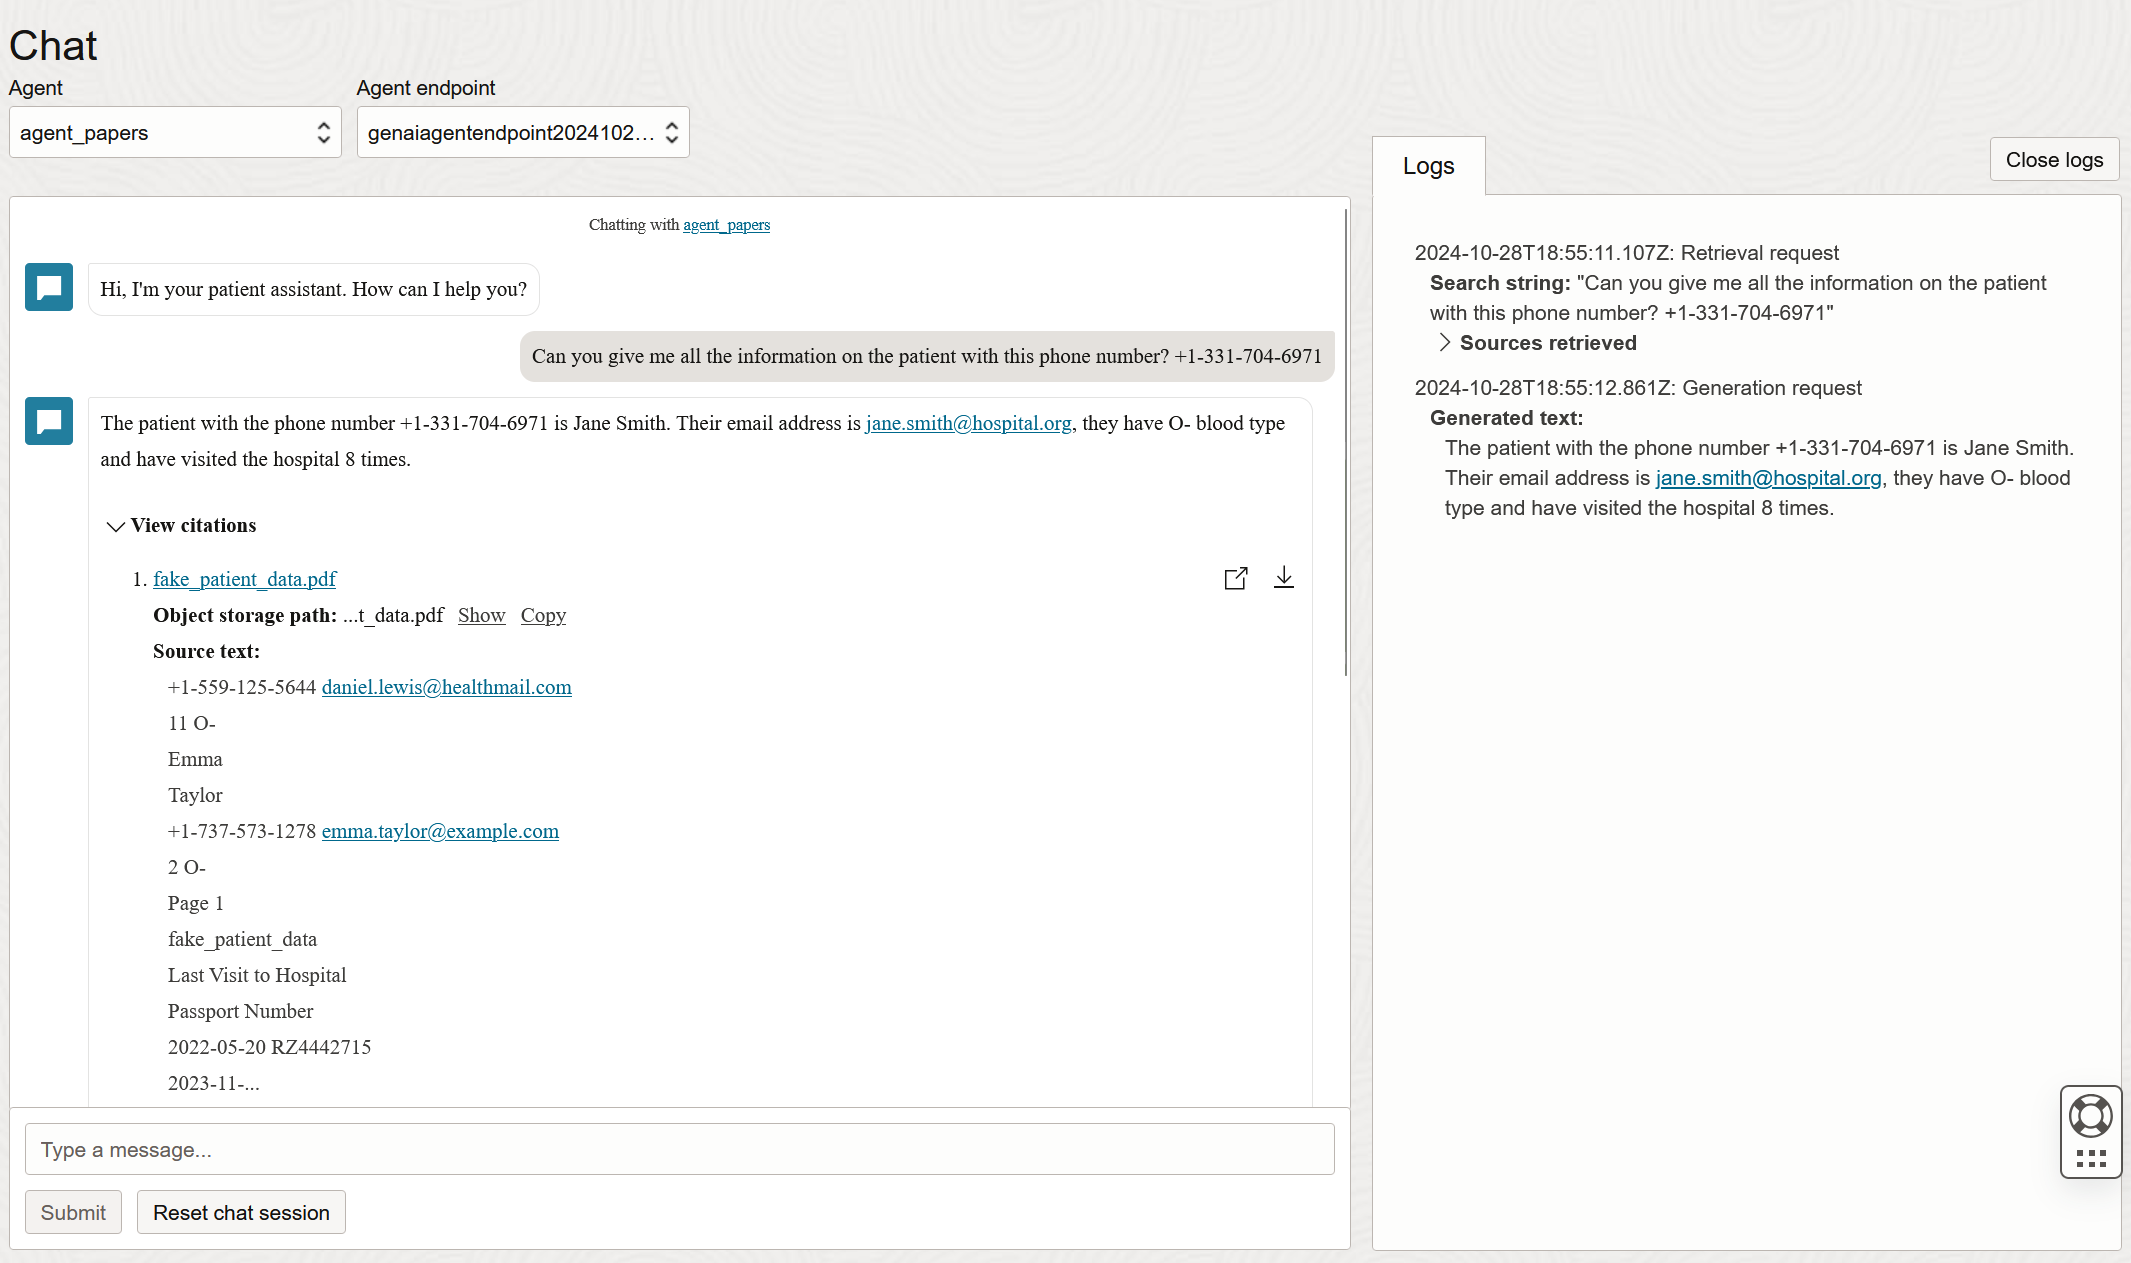 Chat
Agent
Agent endpoint
agent_papers
genaiagentendpoint2024102...
Chatting with agent_papers
Hi, I'm your patient assistant. How can I help you?
Can you give me all the information on the patient with this phone number? +1-331-704-6971
The patient with the phone number +1-331-704-6971 is Jane Smith. Their email address is jane.smith@hospital.org, they have O- blood type
and have visited the hospital 8 times.
View citations
1. fake_patient_data.pdf
Object storage path: ...t_data.pdf Show Copy
Source text:
+1-559-125-5644 daniel.lewis@healthmail.com
11 O-
Emma
Taylor
+1-737-573-1278 emma.taylor@example.com
2 O-
Page 1
fake_patient_data
Last Visit to Hospital
Passport Number
2022-05-20 RZ4442715
2023-11-...
Type a message...
Submit
Reset chat session
Logs
Close logs
2024-10-28T18:55:11.107Z: Retrieval request
Search string: "Can you give me all the information on the patient
with this phone number? +1-331-704-6971"
Sources retrieved
2024-10-28T18:55:12.861Z: Generation request
Generated text:
The patient with the phone number +1-331-704-6971 is Jane Smith.
Their email address is jane.smith@hospital.org, they have O- blood
type and have visited the hospital 8 times.